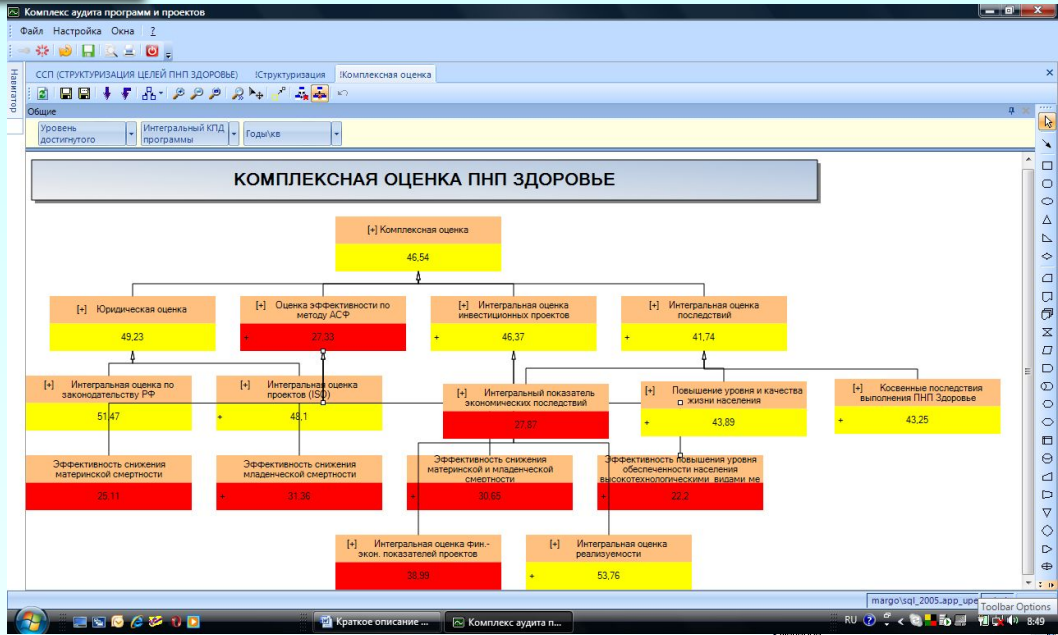 Комплекс аудита программ и проектов
Файл Настройка Окна ?
Навигатор
ССП (СТРУКТУРИЗАЦИЯ ЦЕЛЕЙ ПНП ЗДОРОВЬЕ) !Структуризация !Комплексная оценка
Общие
Уровень достигнутого
Интегральный КПД программы
Годы\кв
КОМПЛЕКСНАЯ ОЦЕНКА ПНП ЗДОРОВЬЕ
[+] Комплексная оценка
46,54
[+] Юридическая оценка
49,23
[+] Оценка эффективности по
методу АСФ
+ 27,33
[+] Интегральная оценка
инвестиционных проектов
+ 46,37
[+] Интегральная оценка
последствий
+ 41,74
[+] Интегральная оценка по
законодательству РФ
51,47
[+] Интегральная оценка
проектов (ISO)
+ 48,1
[+] Интегральный показатель
экономических последствий
27,87
[+] Повышение уровня и качества
жизни населения
+ 43,89
[+] Косвенные последствия
выполнения ПНП Здоровье
+ 43,25
Эффективность снижения
материнской смертности
25,11
Эффективность снижения
младенческой смертности
+ 31,36
Эффективность снижения
материнской и младенческой
смертности
+ 30,65
Эффективность повышения уровня
обеспеченности населения
высокотехнологическими видами ме
+ 22,2
[+] Интегральная оценка фин.-
экон. показателей проектов
38,99
[+] Интегральная оценка
реализуемости
+ 53,76
margo\sql_2005.app_upe
Toolbar Options
Краткое описание ...
Комплекс аудита п...
RU
8:49